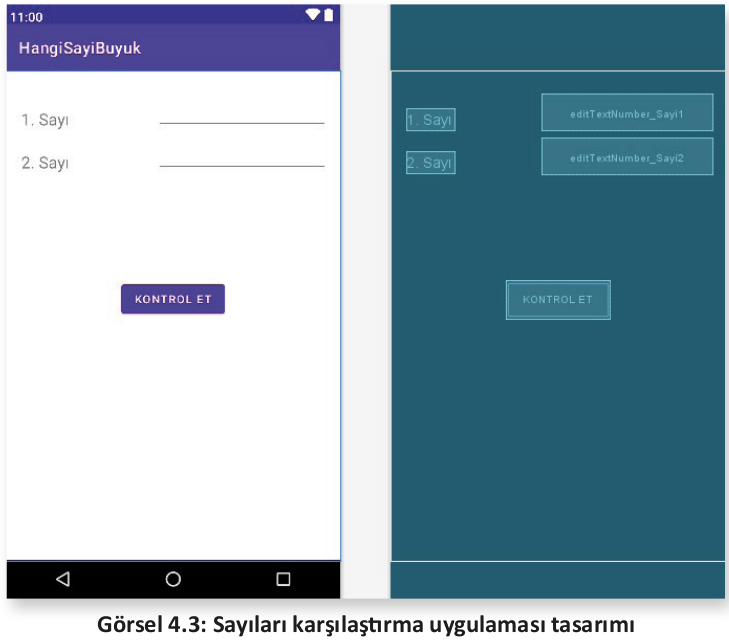 11:00
HangiSayiBuyuk
1. Sayı
2. Sayı
KONTROL ET
1. Sayı
editTextNumber_Sayi1
2. Sayı
editTextNumber_Sayi2
KONTROL ET
Görsel 4.3: Sayıları karşılaştırma uygulaması tasarımı